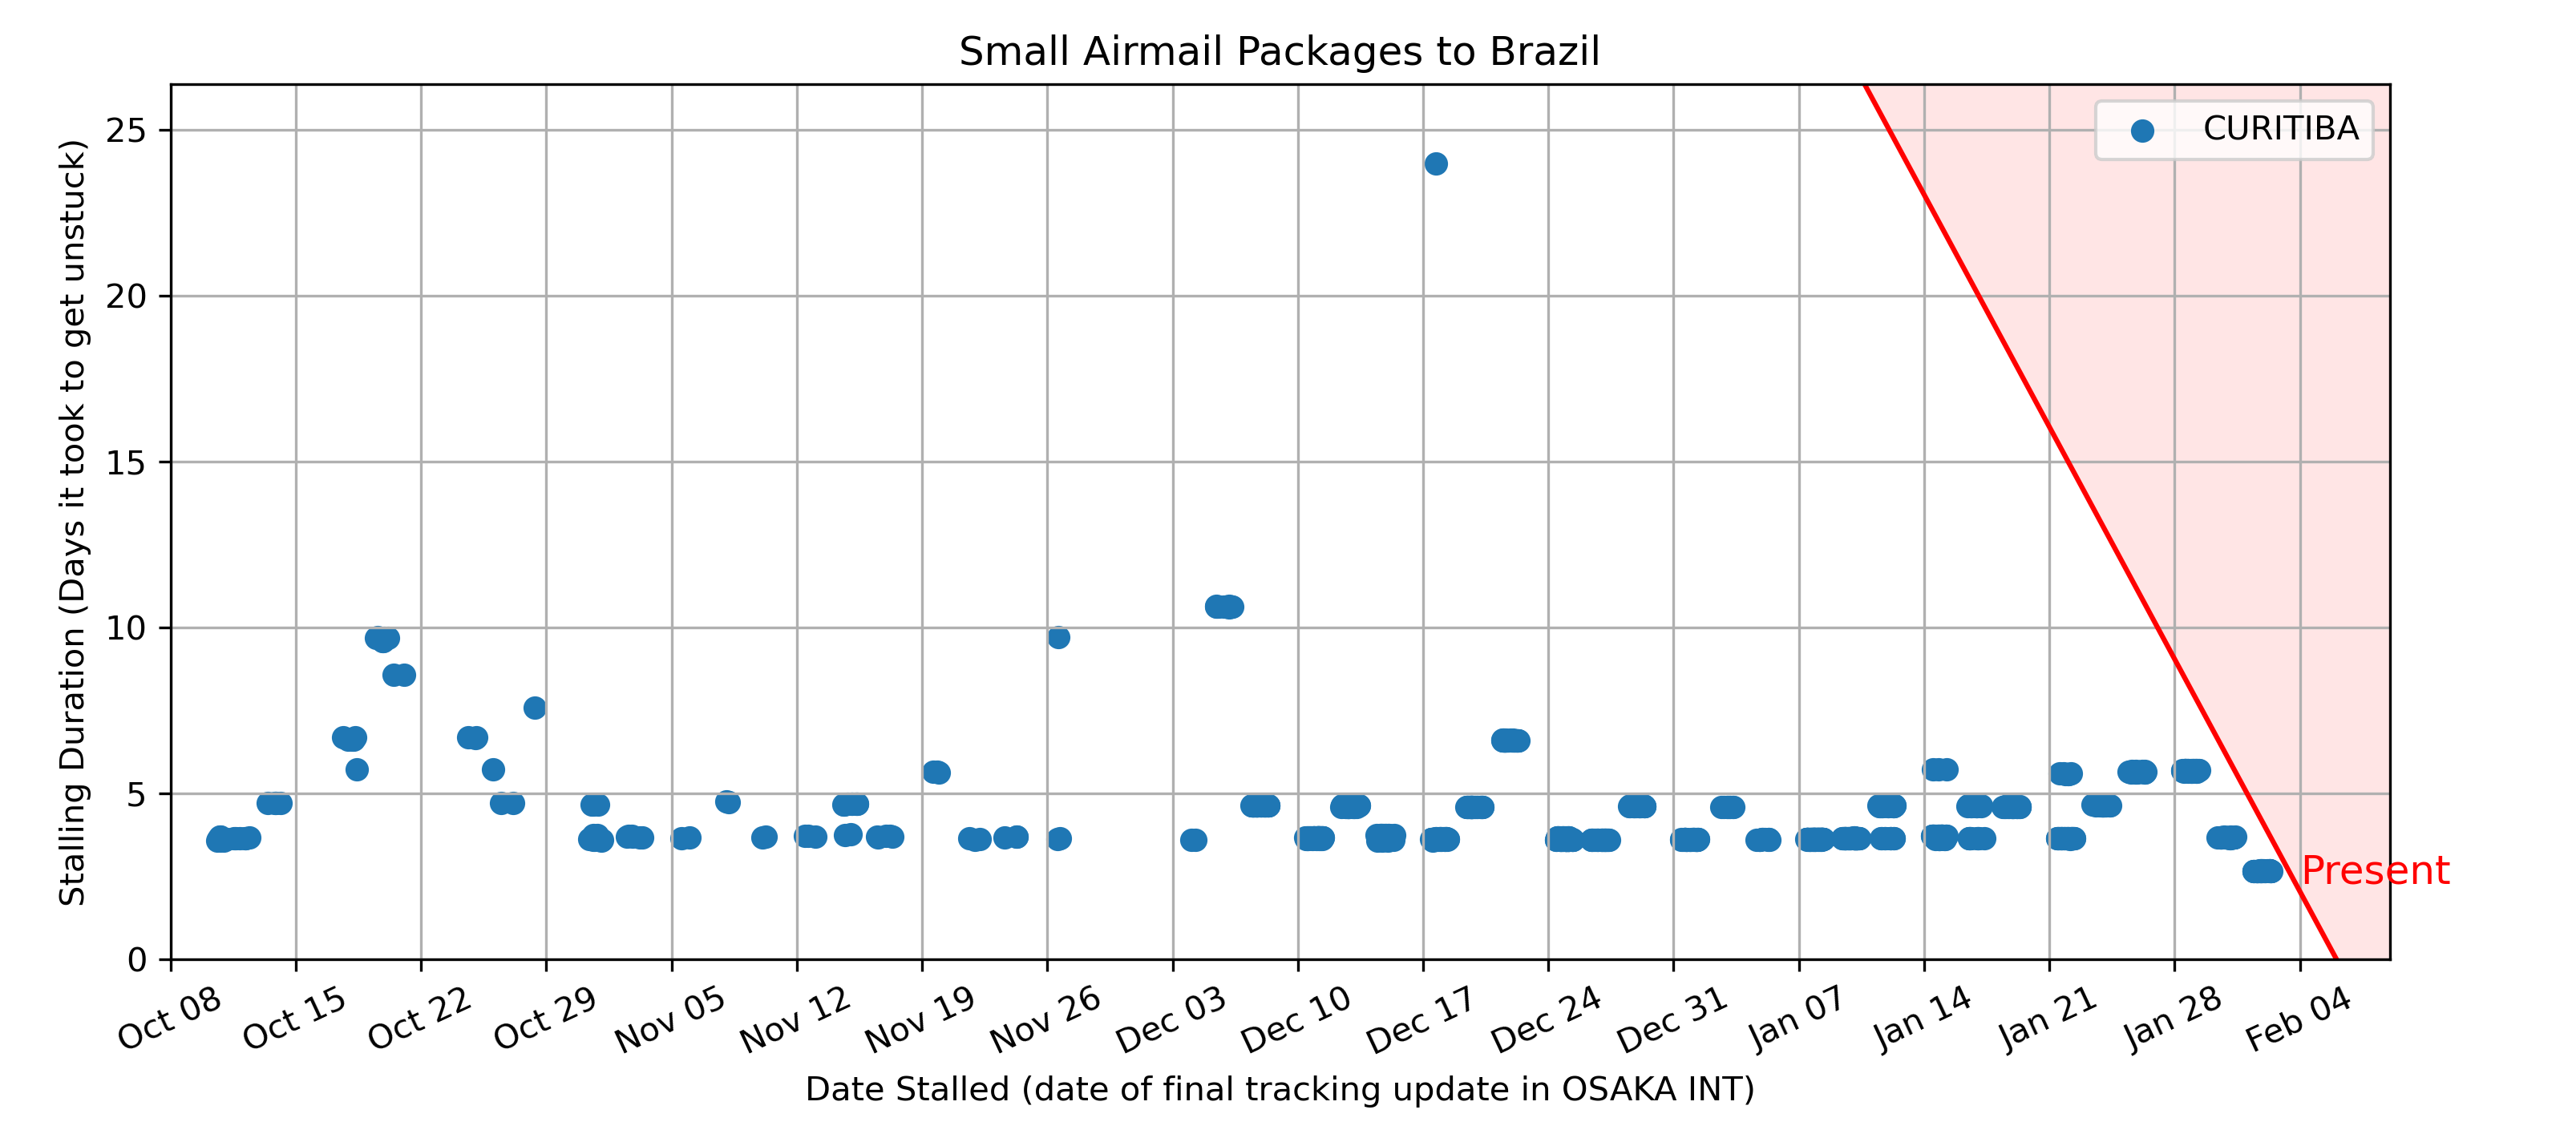 Small Airmail Packages to Brazil
CURITIBA
Stalling Duration (Days it took to get unstuck)
25
20
15
10
5
0
Present
Oct 08
Oct 15
Oct 22
Oct 29
Nov 05
Nov 12
Nov 19
Nov 26
Dec 03
Dec 10
Dec 17
Dec 24
Dec 31
Jan 07
Jan 14
Jan 21
Jan 28
Feb 04
Date Stalled (date of final tracking update in OSAKA INT)